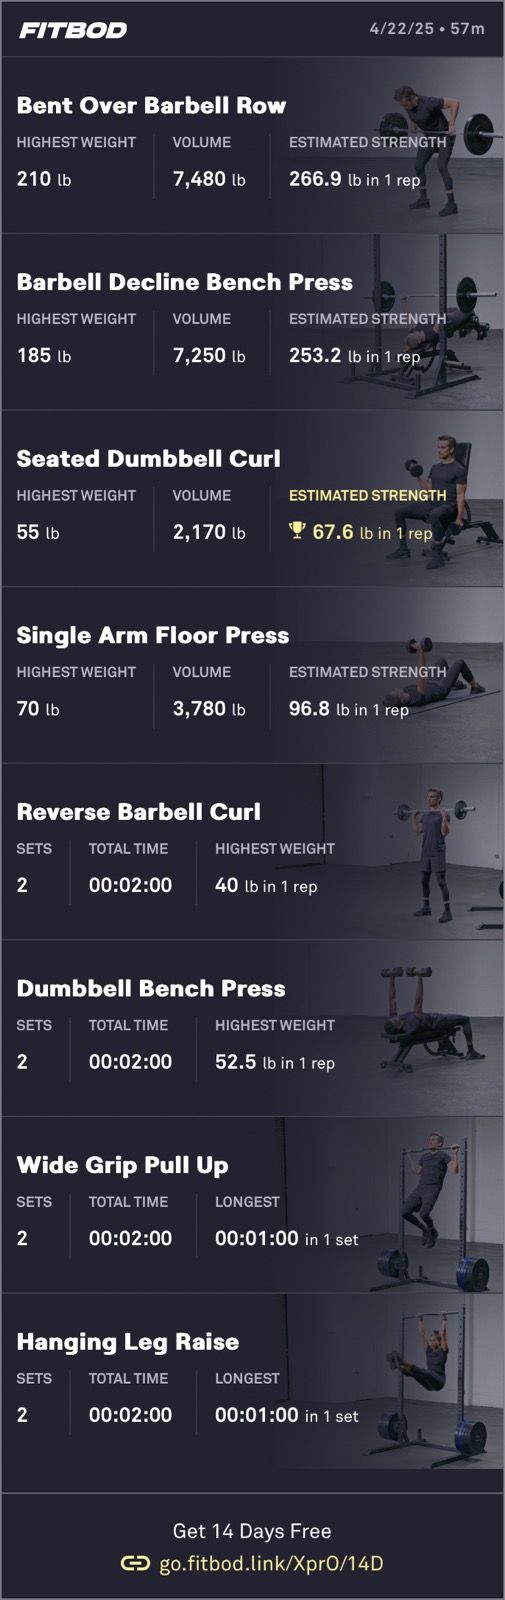 FITBOD 4/22/25 • 57m
Bent Over Barbell Row
HIGHEST WEIGHT VOLUME ESTIMATED STRENGTH
210 lb 7,480 lb 266.9 lb in 1 rep
Barbell Decline Bench Press
HIGHEST WEIGHT VOLUME ESTIMATED STRENGTH
185 lb 7,250 lb 253.2 lb in 1 rep
Seated Dumbbell Curl
HIGHEST WEIGHT VOLUME ESTIMATED STRENGTH
55 lb 2,170 lb 67.6 lb in 1 rep
Single Arm Floor Press
HIGHEST WEIGHT VOLUME ESTIMATED STRENGTH
70 lb 3,780 lb 96.8 lb in 1 rep
Reverse Barbell Curl
SETS TOTAL TIME HIGHEST WEIGHT
2 00:02:00 40 lb in 1 rep
Dumbbell Bench Press
SETS TOTAL TIME HIGHEST WEIGHT
2 00:02:00 52.5 lb in 1 rep
Wide Grip Pull Up
SETS TOTAL TIME LONGEST
2 00:02:00 00:01:00 in 1 set
Hanging Leg Raise
SETS TOTAL TIME LONGEST
2 00:02:00 00:01:00 in 1 set
Get 14 Days Free
go.fitbod.link/XprO/14D